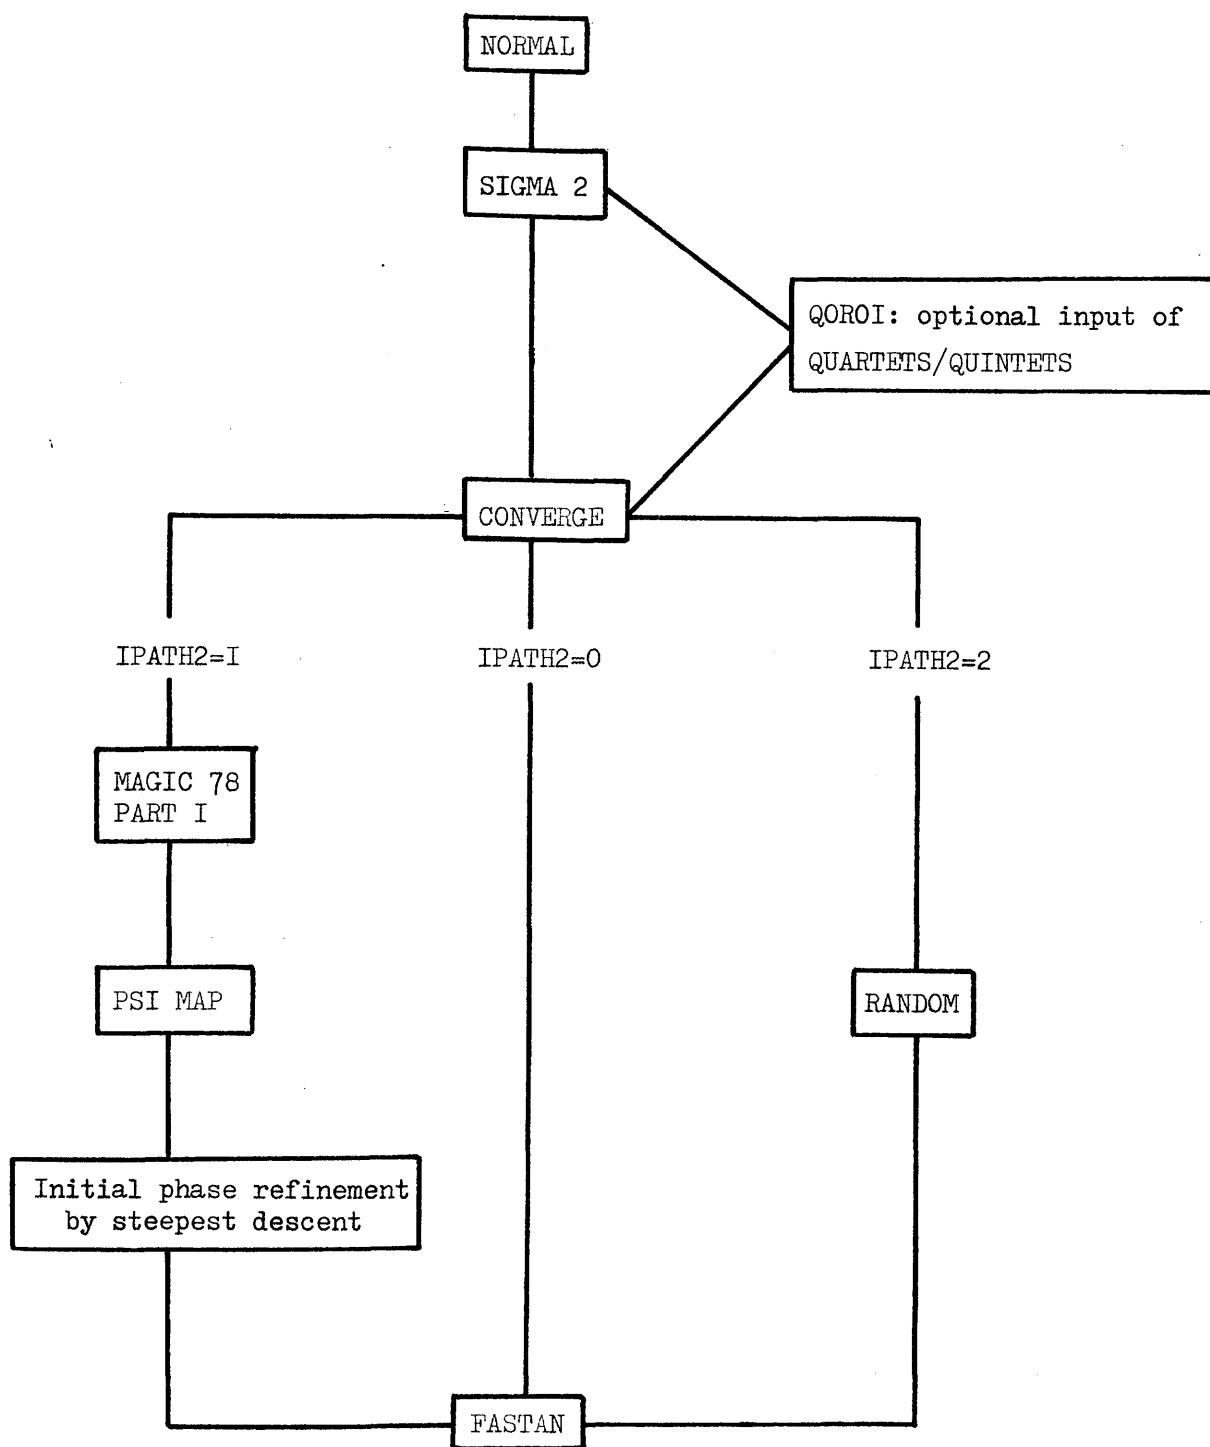 NORMAL
SIGMA 2
QOROI: optional input of
QUARTETS/QUINTETS
CONVERGE
IPATH2=I
IPATH2=0
IPATH2=2
MAGIC 78
PART I
PSI MAP
RANDOM
Initial phase refinement
by steepest descent
FASTAN